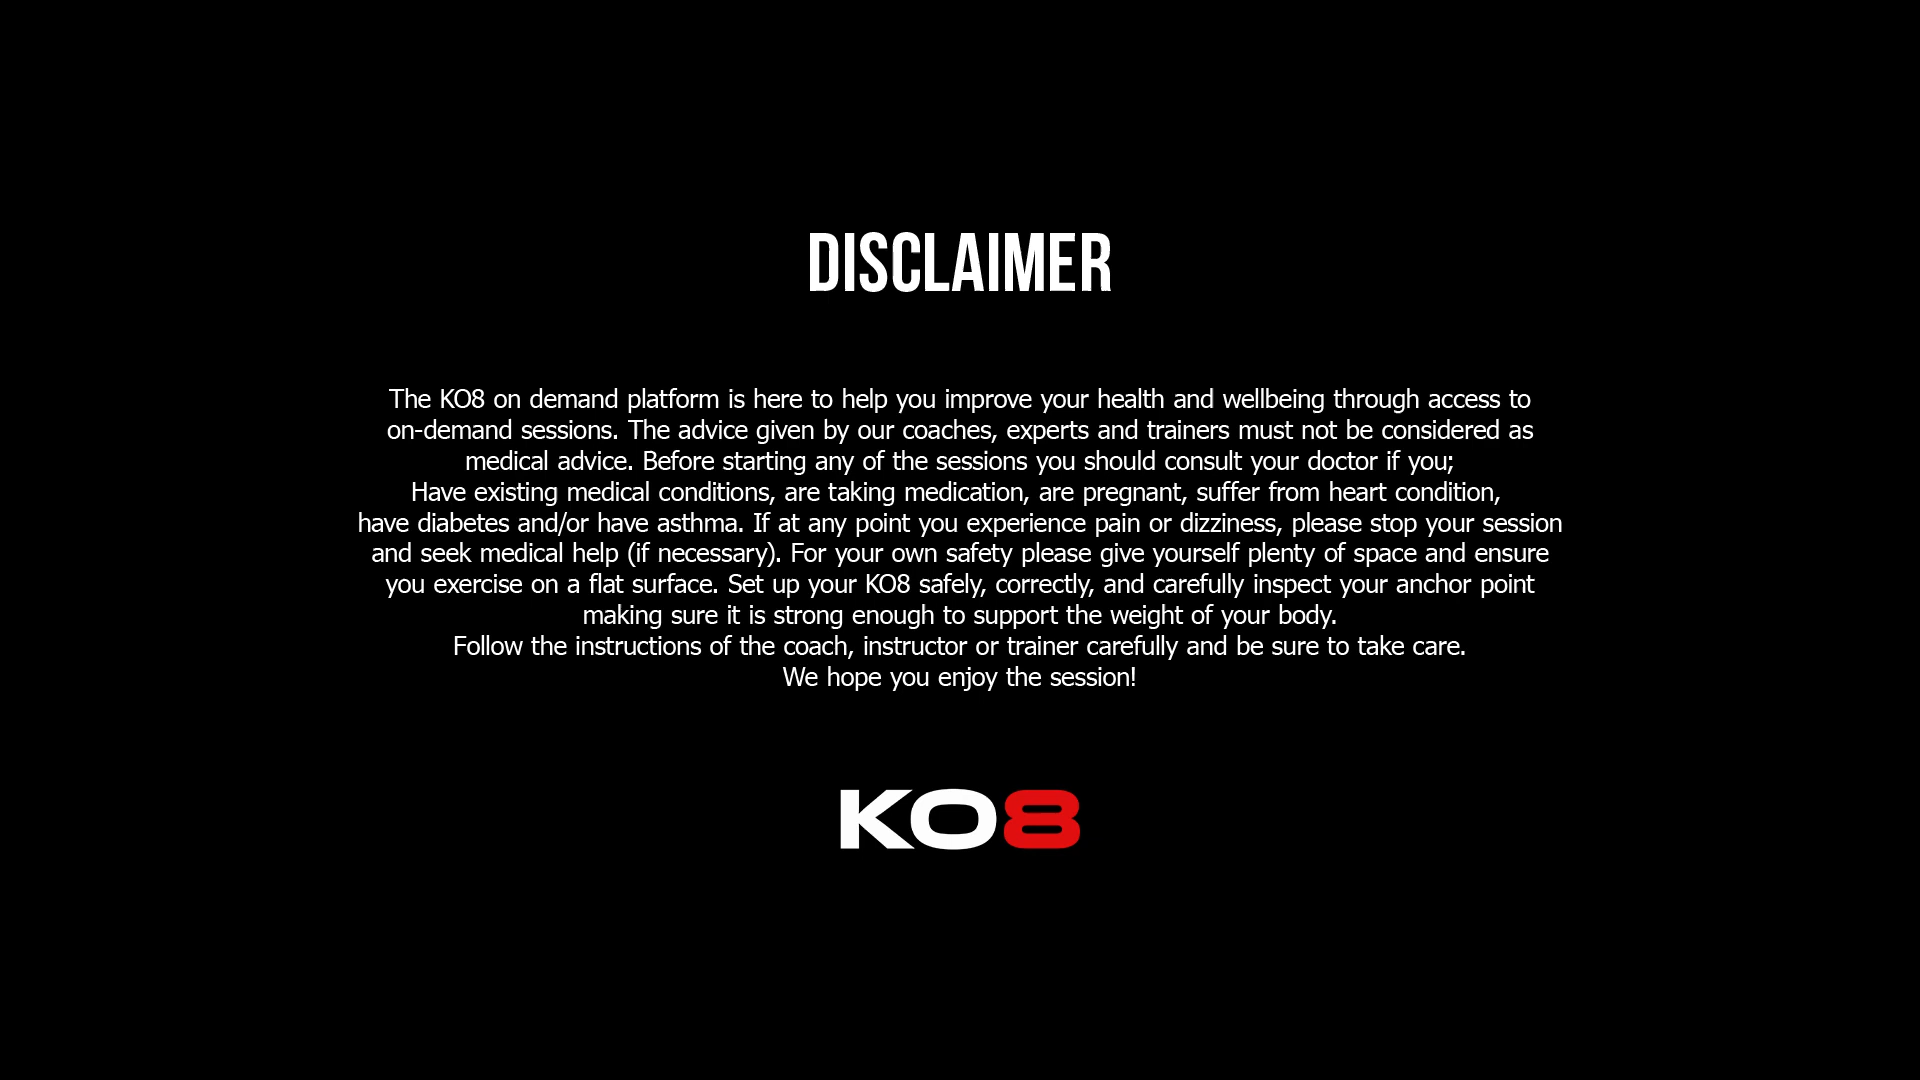 DISCLAIMER
The KO8 on demand platform is here to help you improve your health and wellbeing through access to
on-demand sessions. The advice given by our coaches, experts and trainers must not be considered as
medical advice. Before starting any of the sessions you should consult your doctor if you;
Have existing medical conditions, are taking medication, are pregnant, suffer from heart condition,
have diabetes and/or have asthma. If at any point you experience pain or dizziness, please stop your session
and seek medical help (if necessary). For your own safety please give yourself plenty of space and ensure
you exercise on a flat surface. Set up your KO8 safely, correctly, and carefully inspect your anchor point
making sure it is strong enough to support the weight of your body.
Follow the instructions of the coach, instructor or trainer carefully and be sure to take care.
We hope you enjoy the session!
KO8